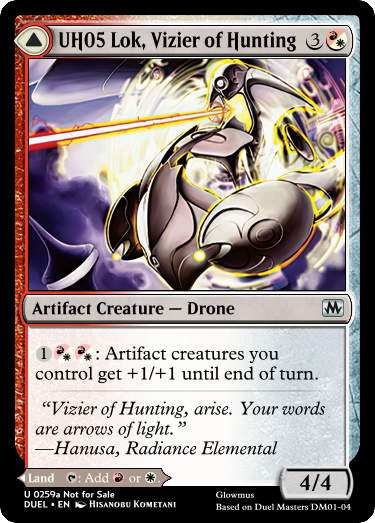 UH05 Lok, Vizier of Hunting 3
Artifact Creature — Drone
1 : Artifact creatures you
control get +1/+1 until end of turn.
“Vizier of Hunting, arise. Your words
are arrows of light.”
—Hanusa, Radiance Elemental
Land : Add or .
4/4
U 0259a Not for Sale
DUEL • EN Hisanobu Kometani
Glowmus
Based on Duel Masters DM01-04